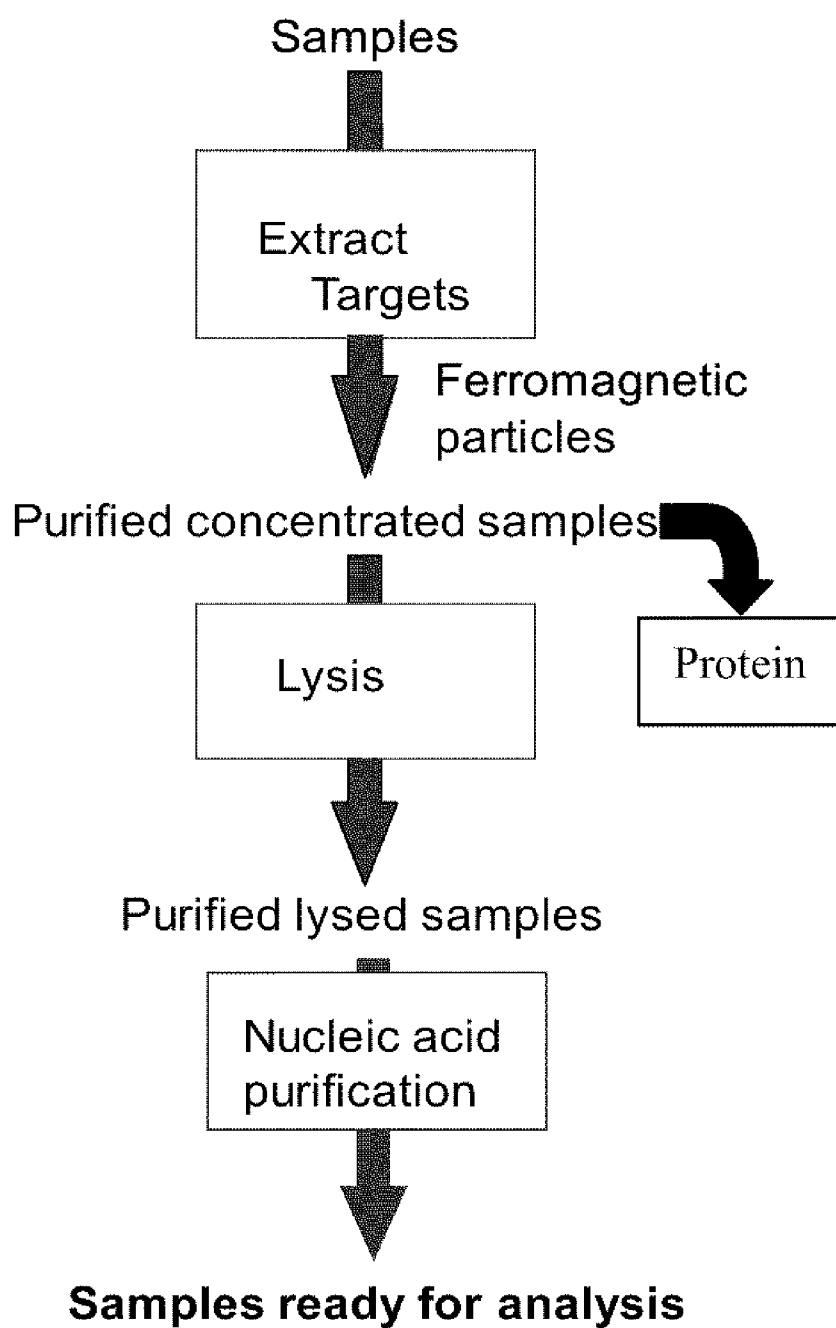 Samples
Extract
Targets
Ferromagnetic
particles
Purified concentrated samples
Protein
Lysis
Purified lysed samples
Nucleic acid
purification
Samples ready for analysis